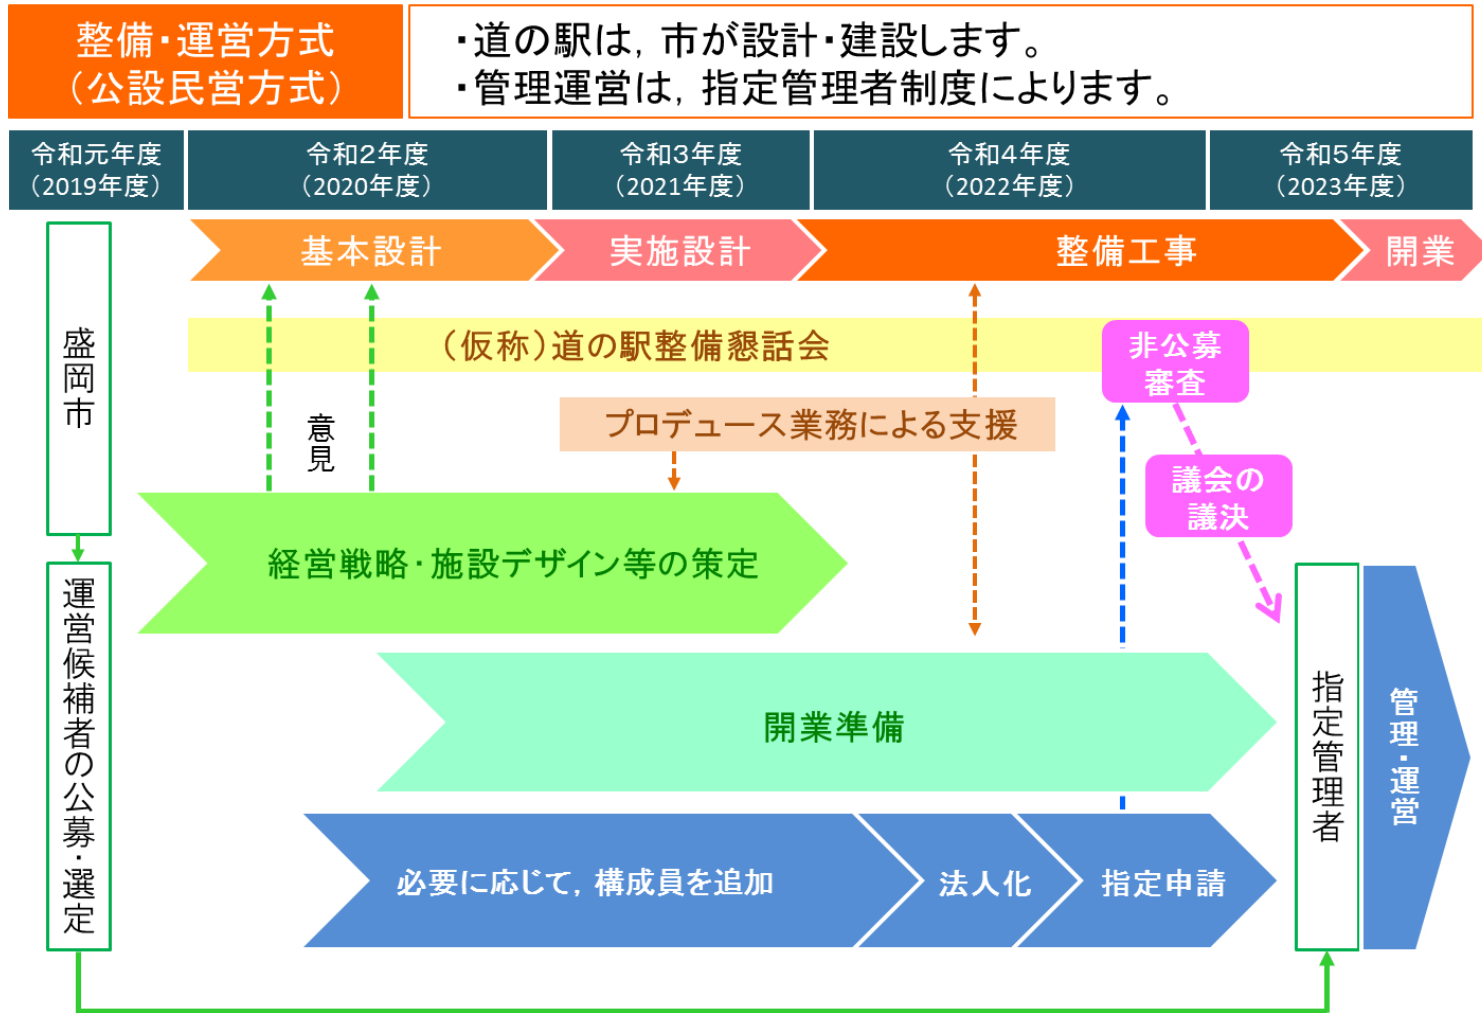 整備・運営方式
（公設民営方式）
・道の駅は，市が設計・建設します。
・管理運営は，指定管理者制度によります。
令和元年度
（2019年度）
令和２年度
（2020年度）
令和３年度
（2021年度）
令和４年度
（2022年度）
令和５年度
（2023年度）
基本設計
実施設計
整備工事
開業
盛岡市
（仮称）道の駅整備懇話会
非公募
審査
意見
プロデュース業務による支援
議会の
議決
経営戦略・施設デザイン等の策定
運営候補者の公募・選定
開業準備
指定管理者
管理・運営
必要に応じて，構成員を追加
法人化
指定申請